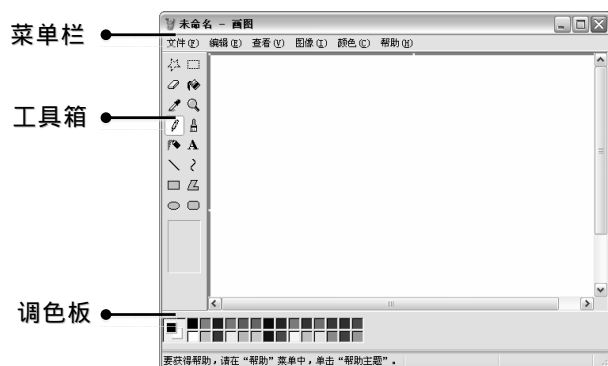 未命名 - 画图
菜单栏
文件(F) 编辑(E) 查看(V) 图像(I) 颜色(C) 帮助(H)
工具箱
A
调色板
要获得帮助，请在“帮助”菜单中，单击“帮助主题”。